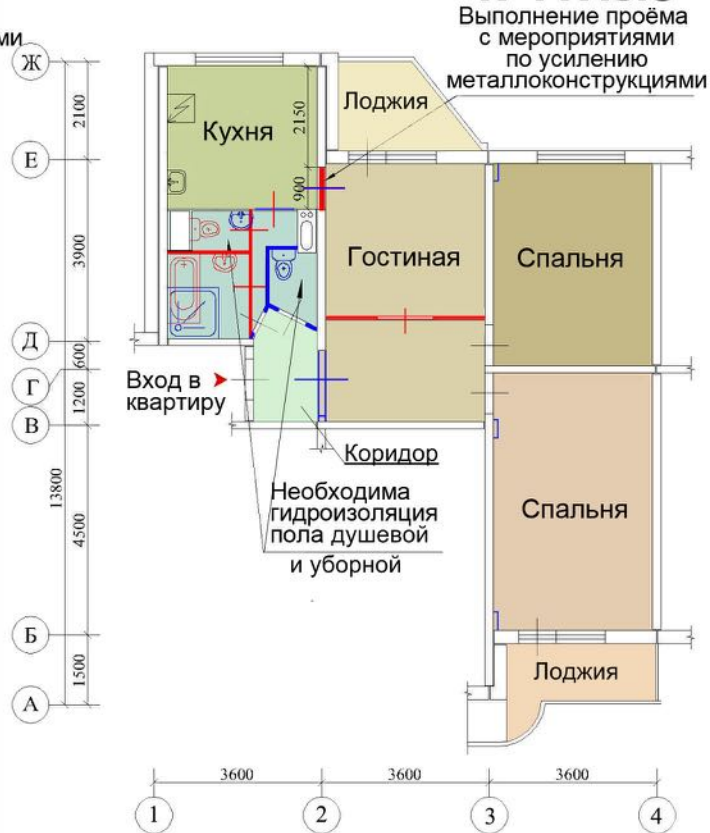 ми
Выполнение проёма
с мероприятиями
по усилению
металлоконструкциями
Ж
Лоджия
2100
Кухня
2150
Е
900
3900
Гостиная
Спальня
Д
600
Г
Вход в
квартиру
1200
В
Коридор
13800
Необходима
гидроизоляция
пола душевой
и уборной
4500
Спальня
Б
1500
Лоджия
А
3600
3600
3600
1
2
3
4